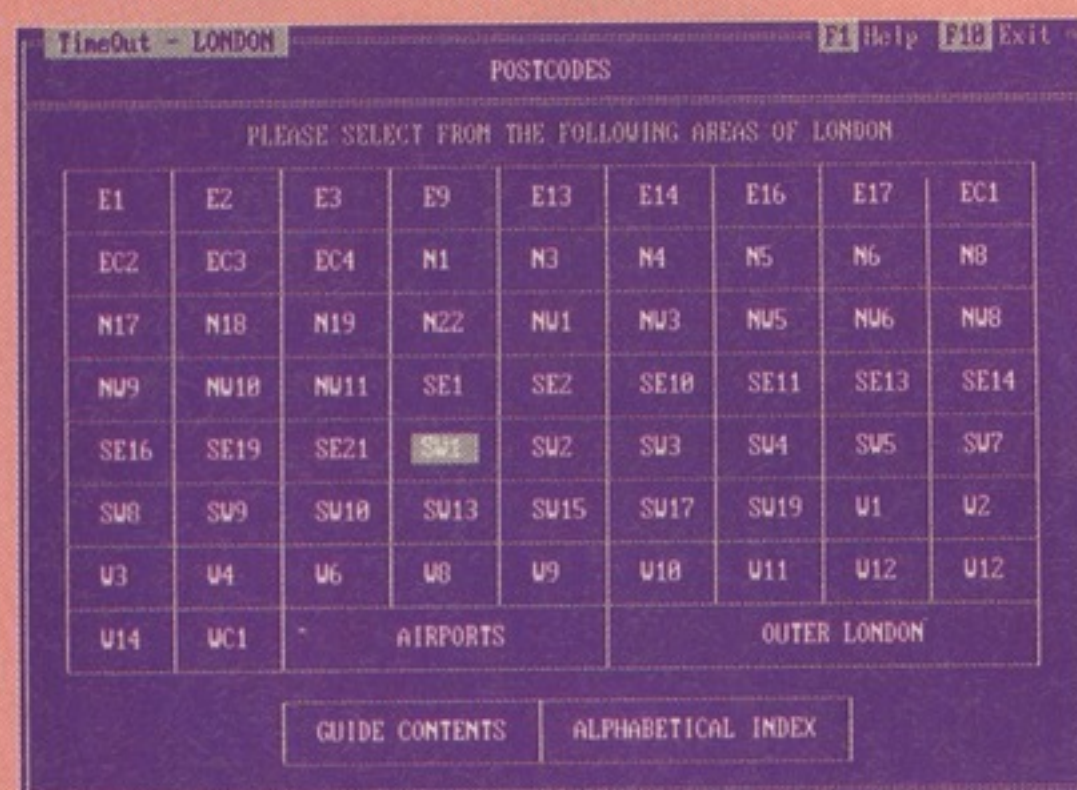 TimeOut - LONDON F1 Help F10 Exit
POSTCODES
PLEASE SELECT FROM THE FOLLOWING AREAS OF LONDON
E1 E2 E3 E9 E13 E14 E16 E17 EC1
EC2 EC3 EC4 N1 N3 N4 N5 N6 N8
N17 N18 N19 N22 NW1 NW3 NW5 NW6 NW8
NW9 NW10 NW11 SE1 SE2 SE10 SE11 SE13 SE14
SE16 SE19 SE21 SW1 SW2 SW3 SW4 SW5 SW7
SW8 SW9 SW10 SW13 SW15 SW17 SW19 W1 W2
W3 W4 W6 W8 W9 W10 W11 W12 W12
W14 WC1 AIRPORTS OUTER LONDON
GUIDE CONTENTS ALPHABETICAL INDEX